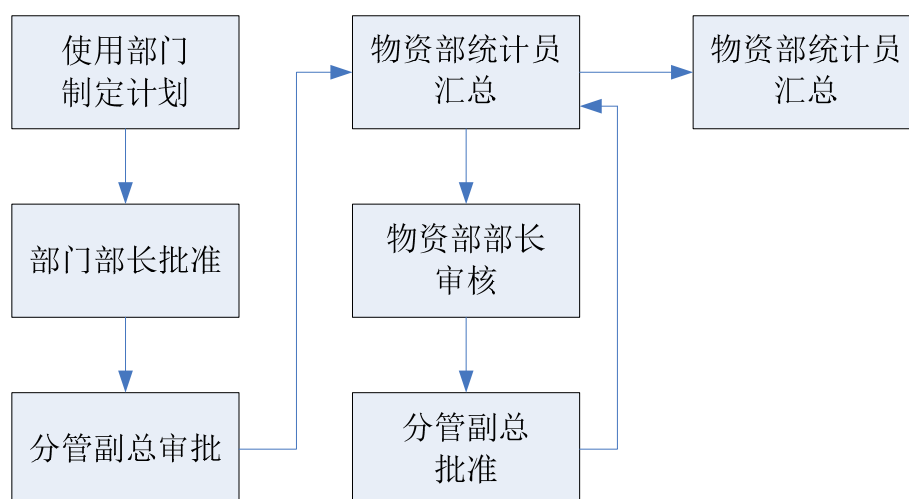 使用部门
制定计划
部门部长批准
分管副总审批
物资部统计员
汇总
物资部部长
审核
分管副总
批准
物资部统计员
汇总